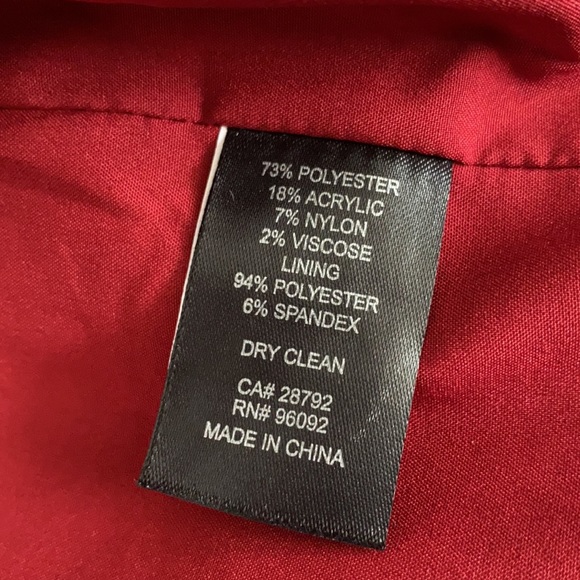 73% POLYESTER
18% ACRYLIC
7% NYLON
2% VISCOSE
LINING
94% POLYESTER
6% SPANDEX
DRY CLEAN
CA# 28792
RN# 96092
MADE IN CHINA